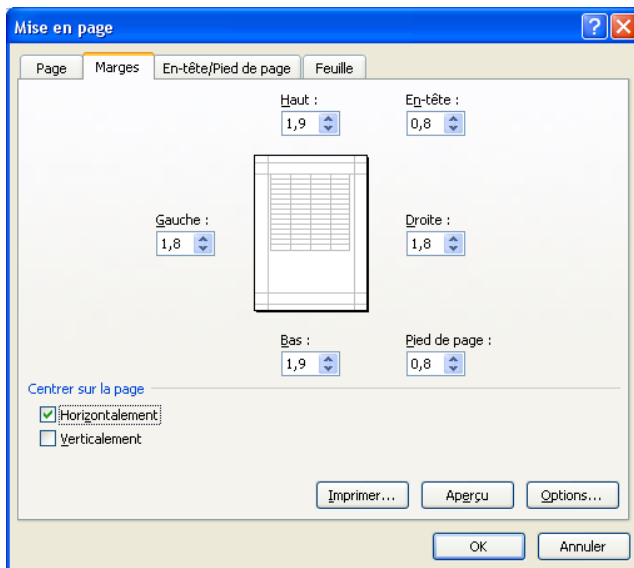 Mise en page
Page Marges En-tête/Pied de page Feuille
Haut : En-tête :
1,9 0,8
Gauche : Droite :
1,8 1,8
Bas : Pied de page :
1,9 0,8
Centrer sur la page
Horizontalement
Verticalement
Imprimer... Aperçu Options...
OK Annuler